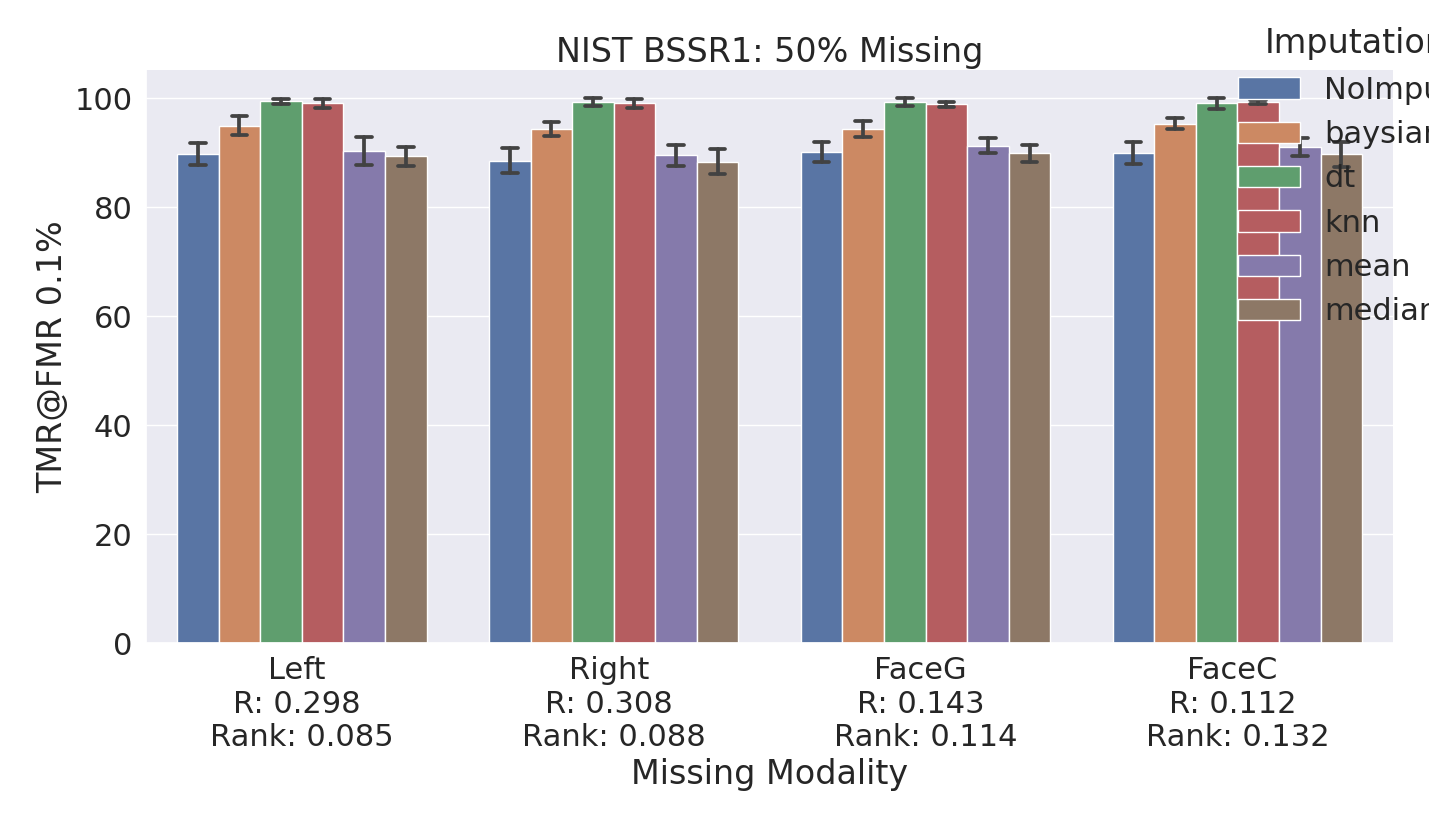 NIST BSSR1: 50% Missing
Imputation
NoImpu
baysian
dt
knn
mean
median
TMR@FMR 0.1%
100
80
60
40
20
0
Left
R: 0.298
Rank: 0.085
Right
R: 0.308
Rank: 0.088
FaceG
R: 0.143
Rank: 0.114
FaceC
R: 0.112
Rank: 0.132
Missing Modality